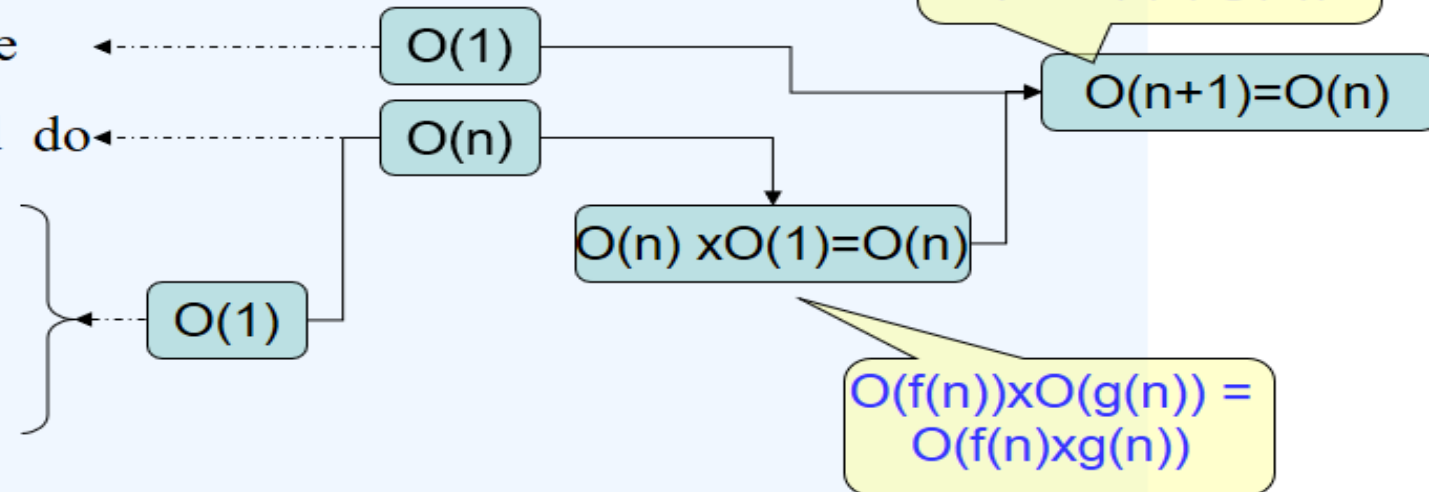 e
O(1)
O(n+1)=O(n)
do
O(n)
O(n) xO(1)=O(n)
O(1)
O(f(n))xO(g(n)) =
O(f(n)xg(n))